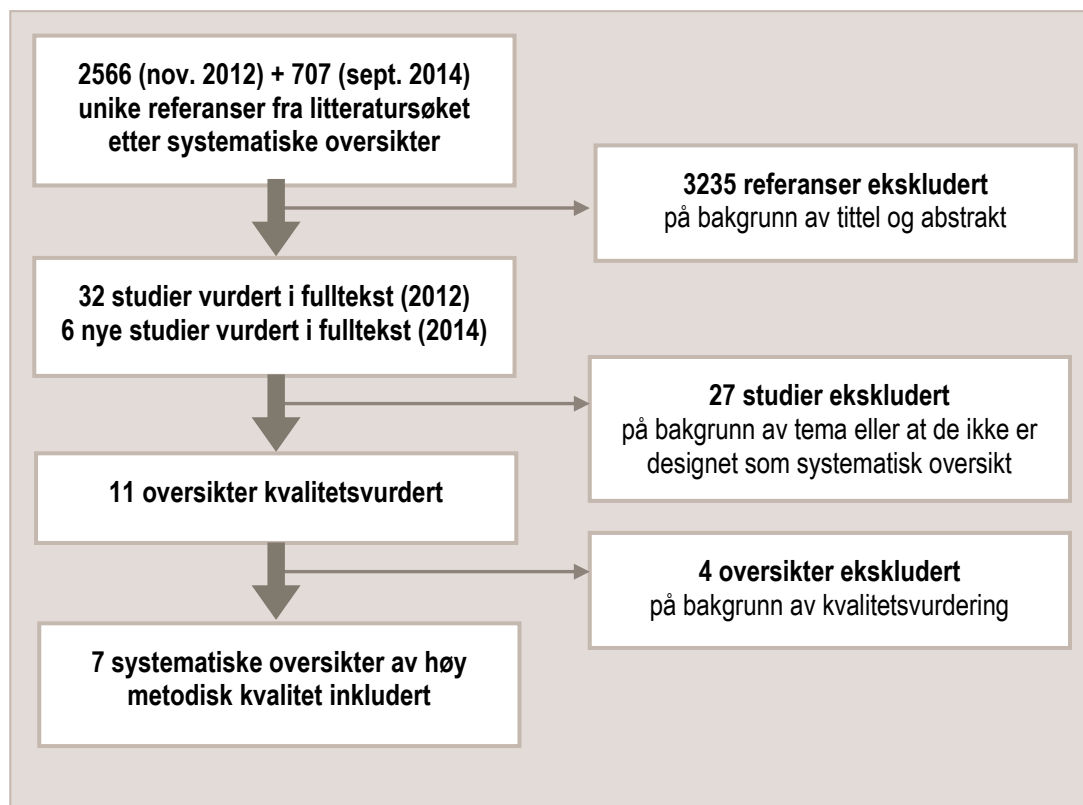 2566 (nov. 2012) + 707 (sept. 2014)
unike referanser fra litteratursøket
etter systematiske oversikter
3235 referanser ekskludert
på bakgrunn av tittel og abstrakt
32 studier vurdert i fulltekst (2012)
6 nye studier vurdert i fulltekst (2014)
27 studier ekskludert
på bakgrunn av tema eller at de ikke er
designet som systematisk oversikt
11 oversikter kvalitetsvurdert
4 oversikter ekskludert
på bakgrunn av kvalitetsvurdering
7 systematiske oversikter av høy
metodisk kvalitet inkludert